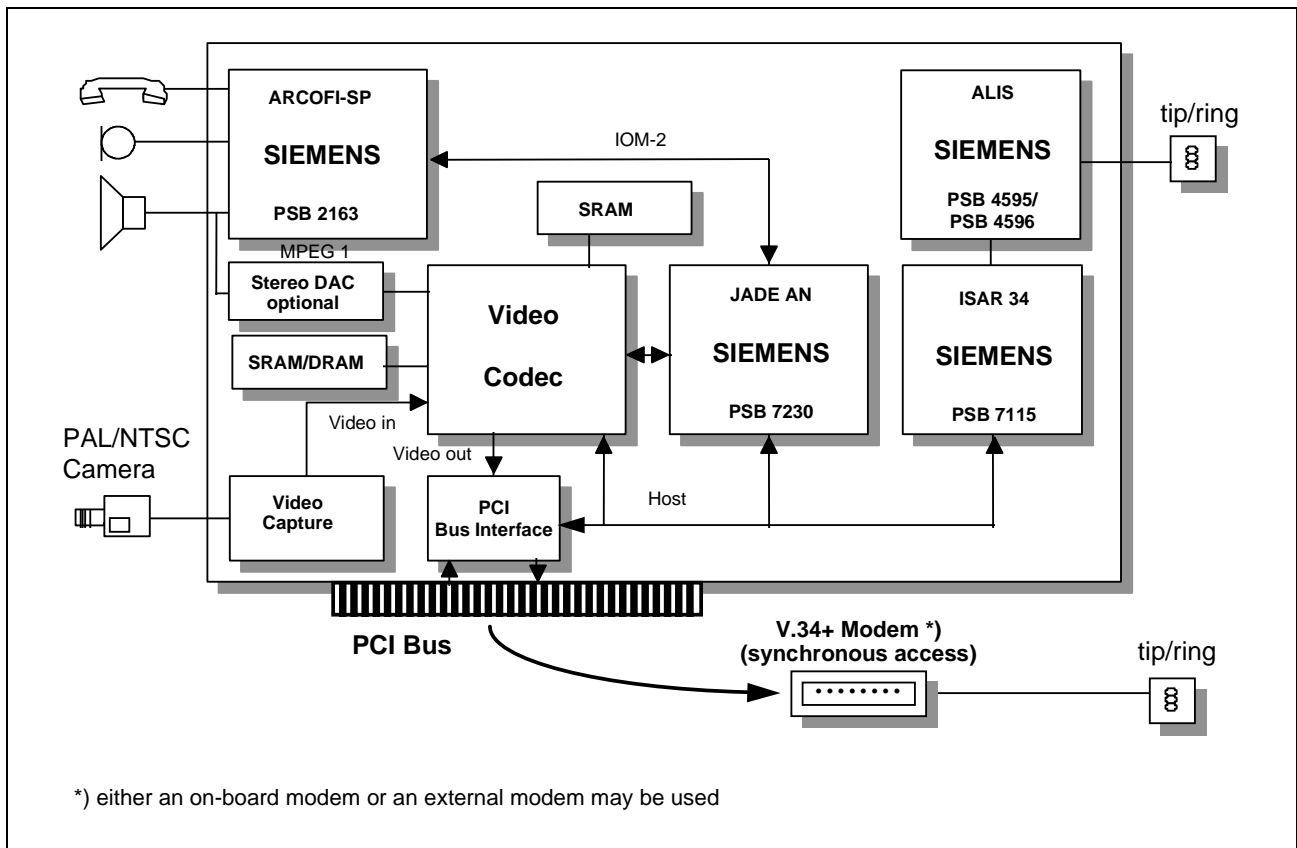 ARCOFI-SP
SIEMENS
PSB 2163
IOM-2
ALIS
SIEMENS
PSB 4595/
PSB 4596
tip/ring
SRAM
MPEG 1
Stereo DAC
optional
Video
Codec
JADE AN
SIEMENS
PSB 7230
ISAR 34
SIEMENS
PSB 7115
SRAM/DRAM
Video in
Video out
PAL/NTSC
Camera
Video
Capture
PCI
Bus Interface
Host
PCI Bus
V.34+ Modem *)
(synchronous access)
tip/ring
*) either an on-board modem or an external modem may be used